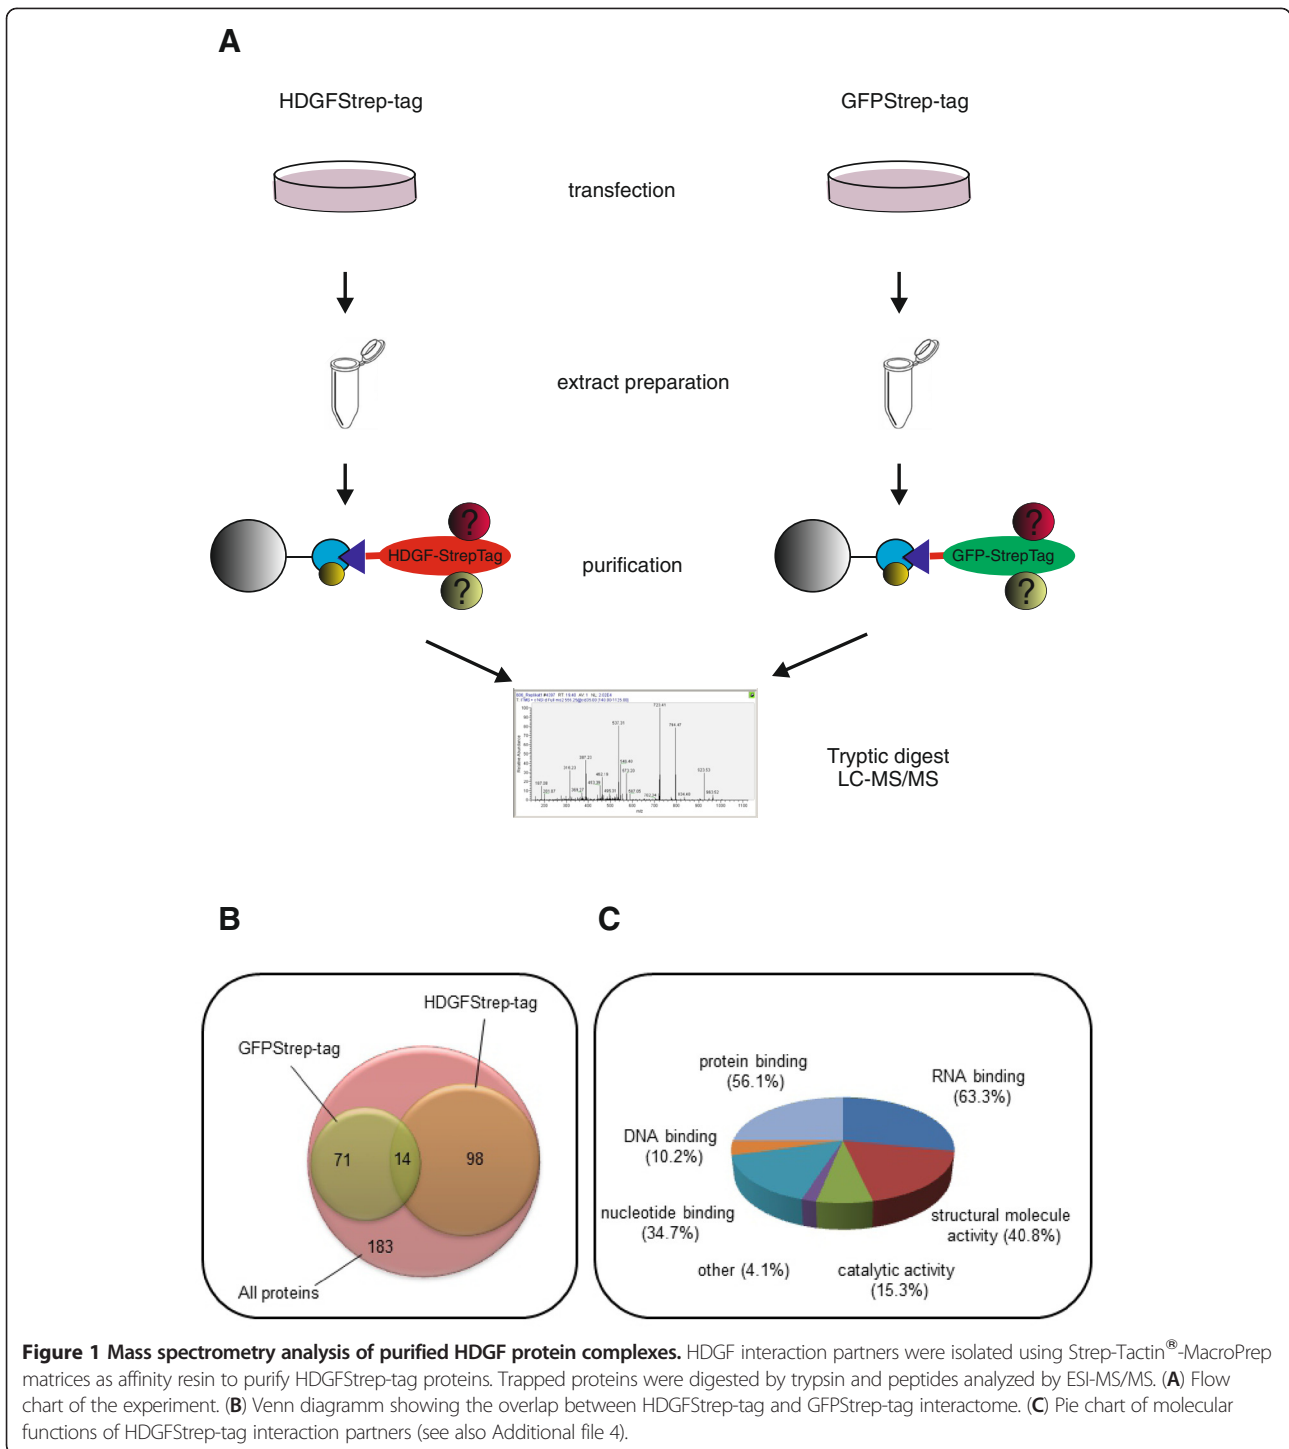 A
HDGFStrep-tag
GFPStrep-tag
transfection
extract preparation
HDGF-StrepTag
?
?
purification
GFP-StrepTag
?
?
Tryptic digest
LC-MS/MS
B
HDGFStrep-tag
GFPStrep-tag
71
14
98
183
All proteins
C
protein binding
(56.1%)
RNA binding
(63.3%)
DNA binding
(10.2%)
nucleotide binding
(34.7%)
structural molecule
activity (40.8%)
other (4.1%)
catalytic activity
(15.3%)
Figure 1 Mass spectrometry analysis of purified HDGF protein complexes. HDGF interaction partners were isolated using Strep-Tactin®-MacroPrep
matrices as affinity resin to purify HDGFStrep-tag proteins. Trapped proteins were digested by trypsin and peptides analyzed by ESI-MS/MS. (A) Flow
chart of the experiment. (B) Venn diagramm showing the overlap between HDGFStrep-tag and GFPStrep-tag interactome. (C) Pie chart of molecular
functions of HDGFStrep-tag interaction partners (see also Additional file 4).